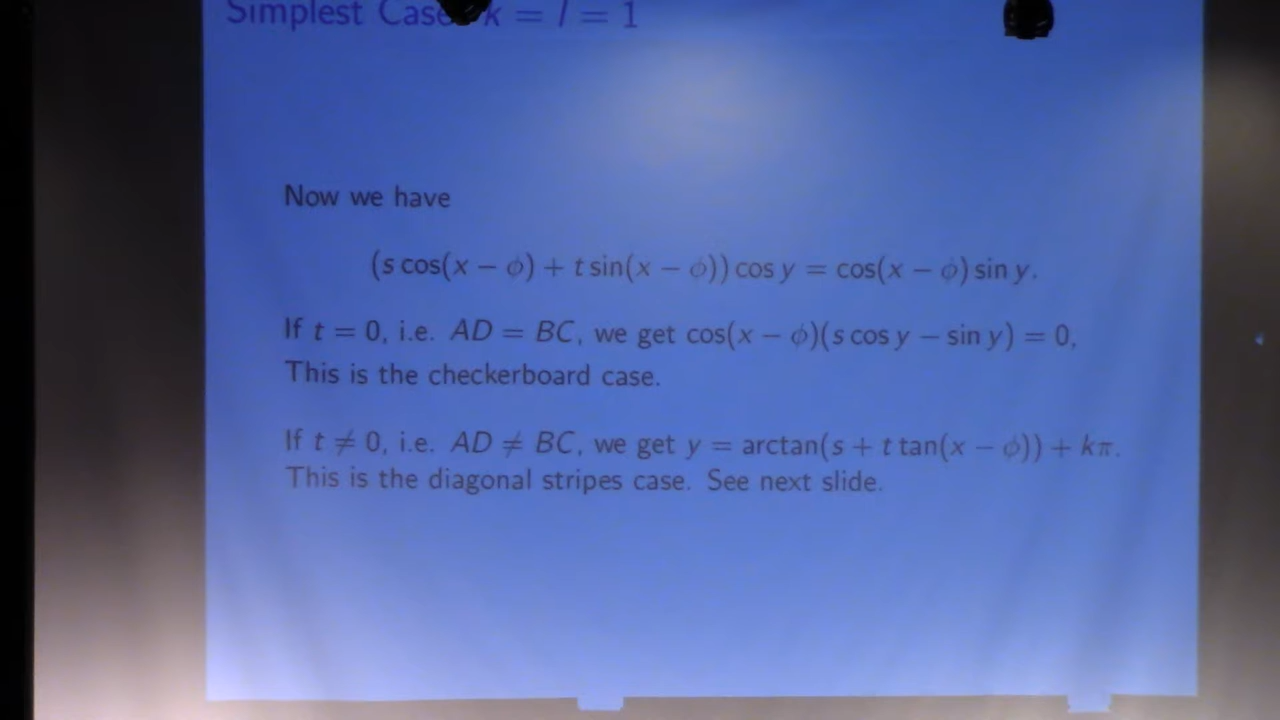 Simplest Case k = l = 1
Now we have
(s cos(x − ϕ) + t sin(x − ϕ)) cos y = cos(x − ϕ) sin y.
If t = 0, i.e. AD = BC, we get cos(x − ϕ)(s cos y − sin y) = 0,
This is the checkerboard case.
If t ≠ 0, i.e. AD ≠ BC, we get y = arctan(s + t tan(x − ϕ)) + kπ.
This is the diagonal stripes case. See next slide.